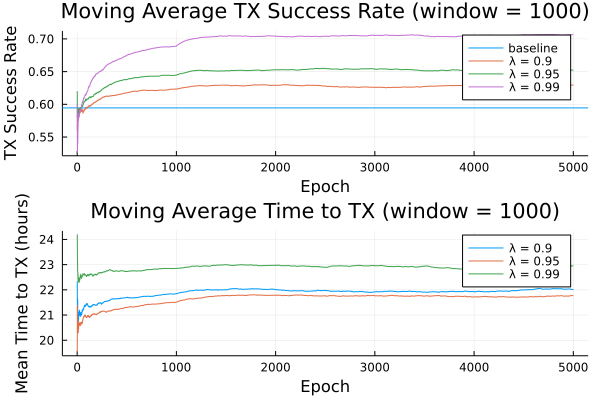 Moving Average TX Success Rate (window = 1000)
TX Success Rate
0.70
0.65
0.60
0.55
baseline
λ = 0.9
λ = 0.95
λ = 0.99
0 1000 2000 3000 4000 5000
Epoch
Moving Average Time to TX (window = 1000)
Mean Time to TX (hours)
24
23
22
21
20
λ = 0.9
λ = 0.95
λ = 0.99
0 1000 2000 3000 4000 5000
Epoch